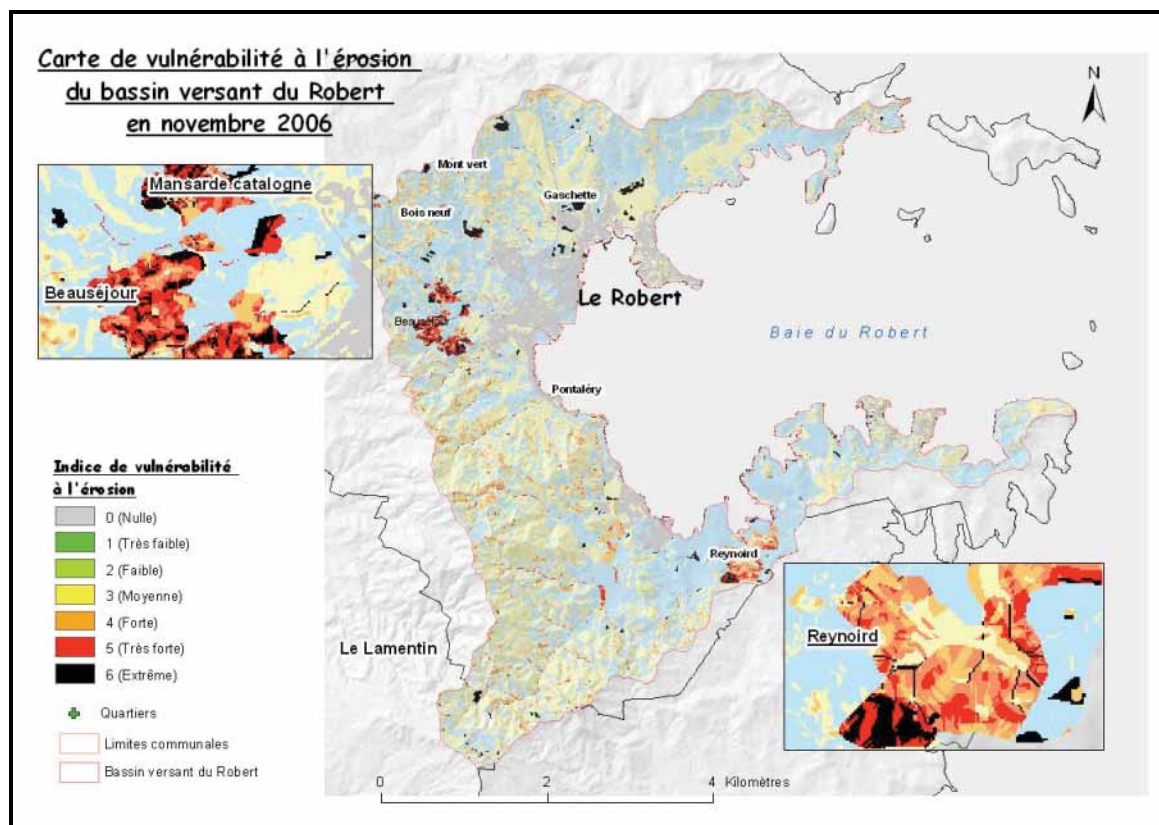 Carte de vulnérabilité à l'érosion
du bassin versant du Robert
en novembre 2006
N
Mansarde catalogne
Beauséjour
Mont vert
Gaschette
Bois neuf
Le Robert
Beauséjour
Baie du Robert
Pontaléry
Reynoird
Le Lamentin
Reynoird
Indice de vulnérabilité
à l'érosion
0 (Nulle)
1 (Très faible)
2 (Faible)
3 (Moyenne)
4 (Forte)
5 (Très forte)
6 (Extrême)
Quartiers
Limites communales
Bassin versant du Robert
0 2 4 Kilomètres